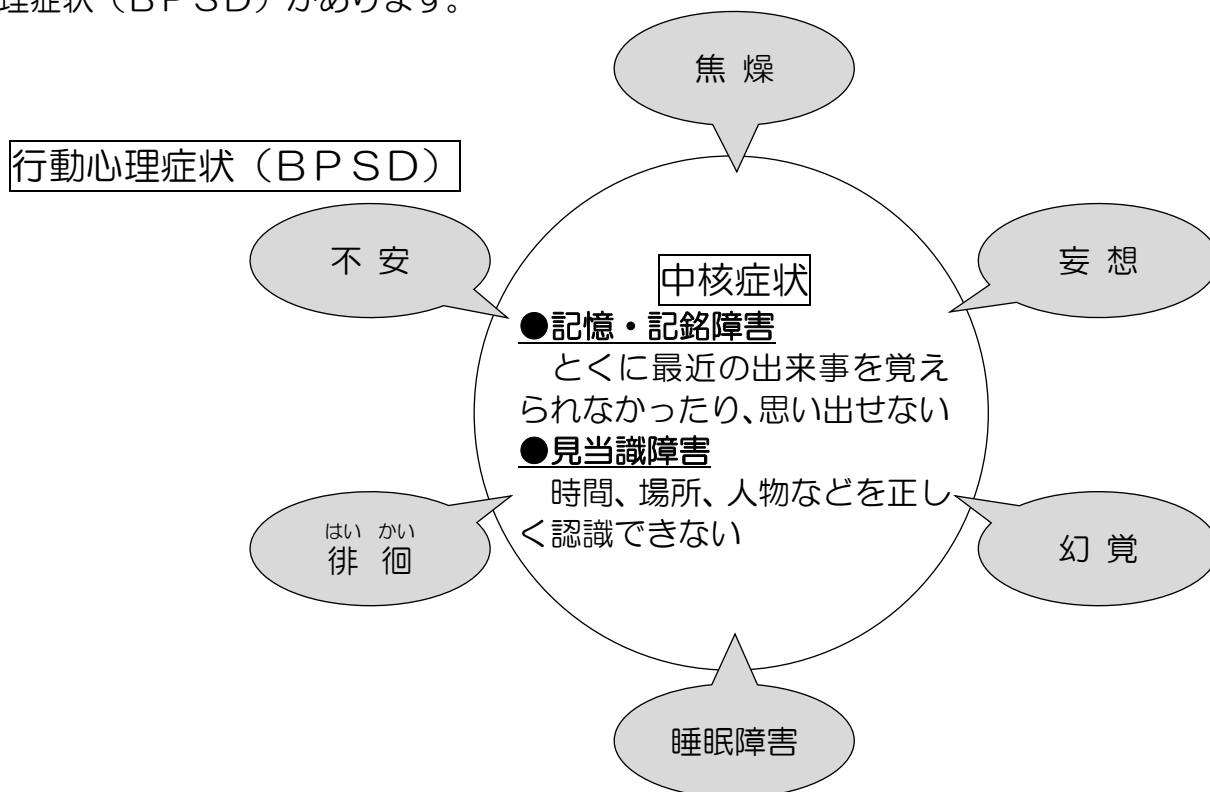 理症状（ＢＰＳＤ）があります。
焦 燥
行動心理症状（ＢＰＳＤ）
不 安
妄 想
中核症状
●記憶・記銘障害
とくに最近の出来事を覚え
られなかったり、思い出せない
●見当識障害
時間、場所、人物などを正し
く認識できない
はい かい
徘 徊
幻 覚
睡眠障害